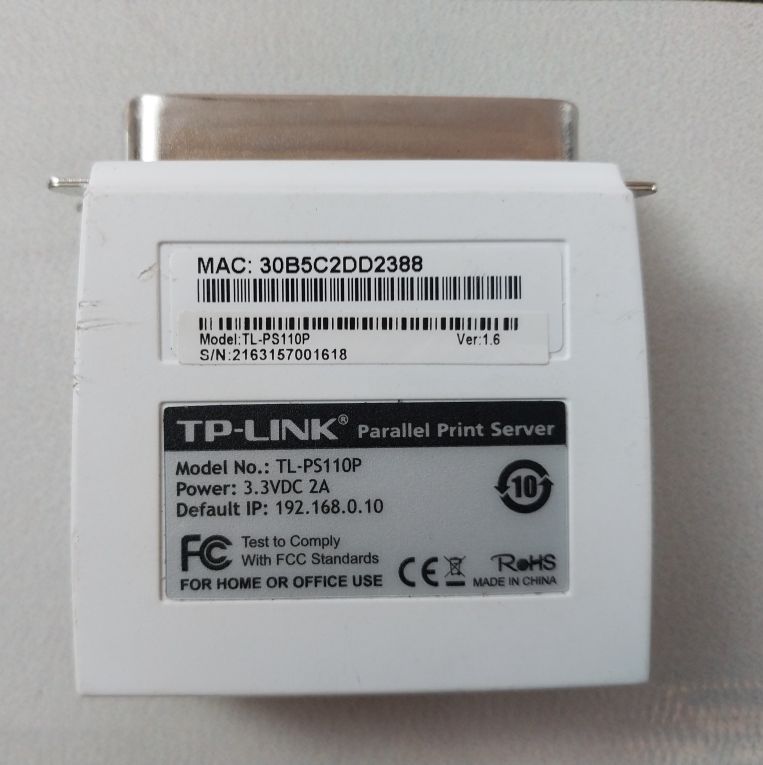 MAC: 30B5C2DD2388
Model:TL-PS110P Ver:1.6
S/N:2163157001618
TP-LINK® Parallel Print Server
Model No.: TL-PS110P
Power: 3.3VDC 2A
Default IP: 192.168.0.10
10
FC Test to Comply
With FCC Standards
FOR HOME OR OFFICE USE
CE RoHS
MADE IN CHINA